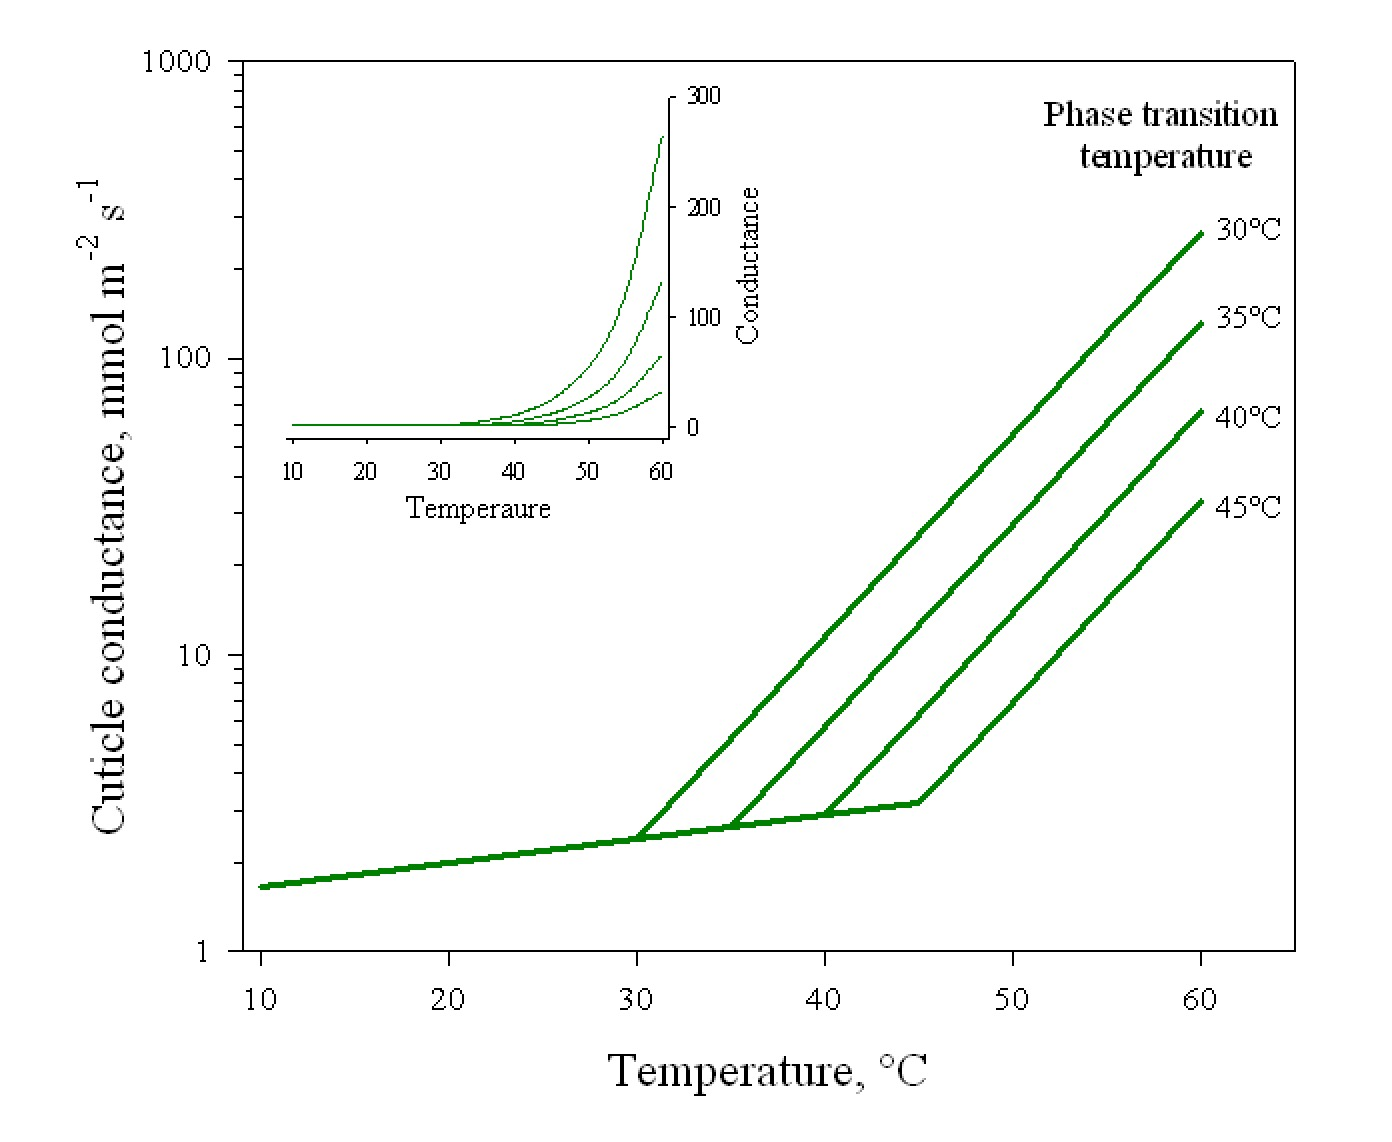 1000
100
10
1
Cuticle conductance, mmol m-2 s-1
10 20 30 40 50 60
Temperature, °C
300
200
100
0
Conductance
10 20 30 40 50 60
Temperaure
Phase transition
temperature
30°C
35°C
40°C
45°C